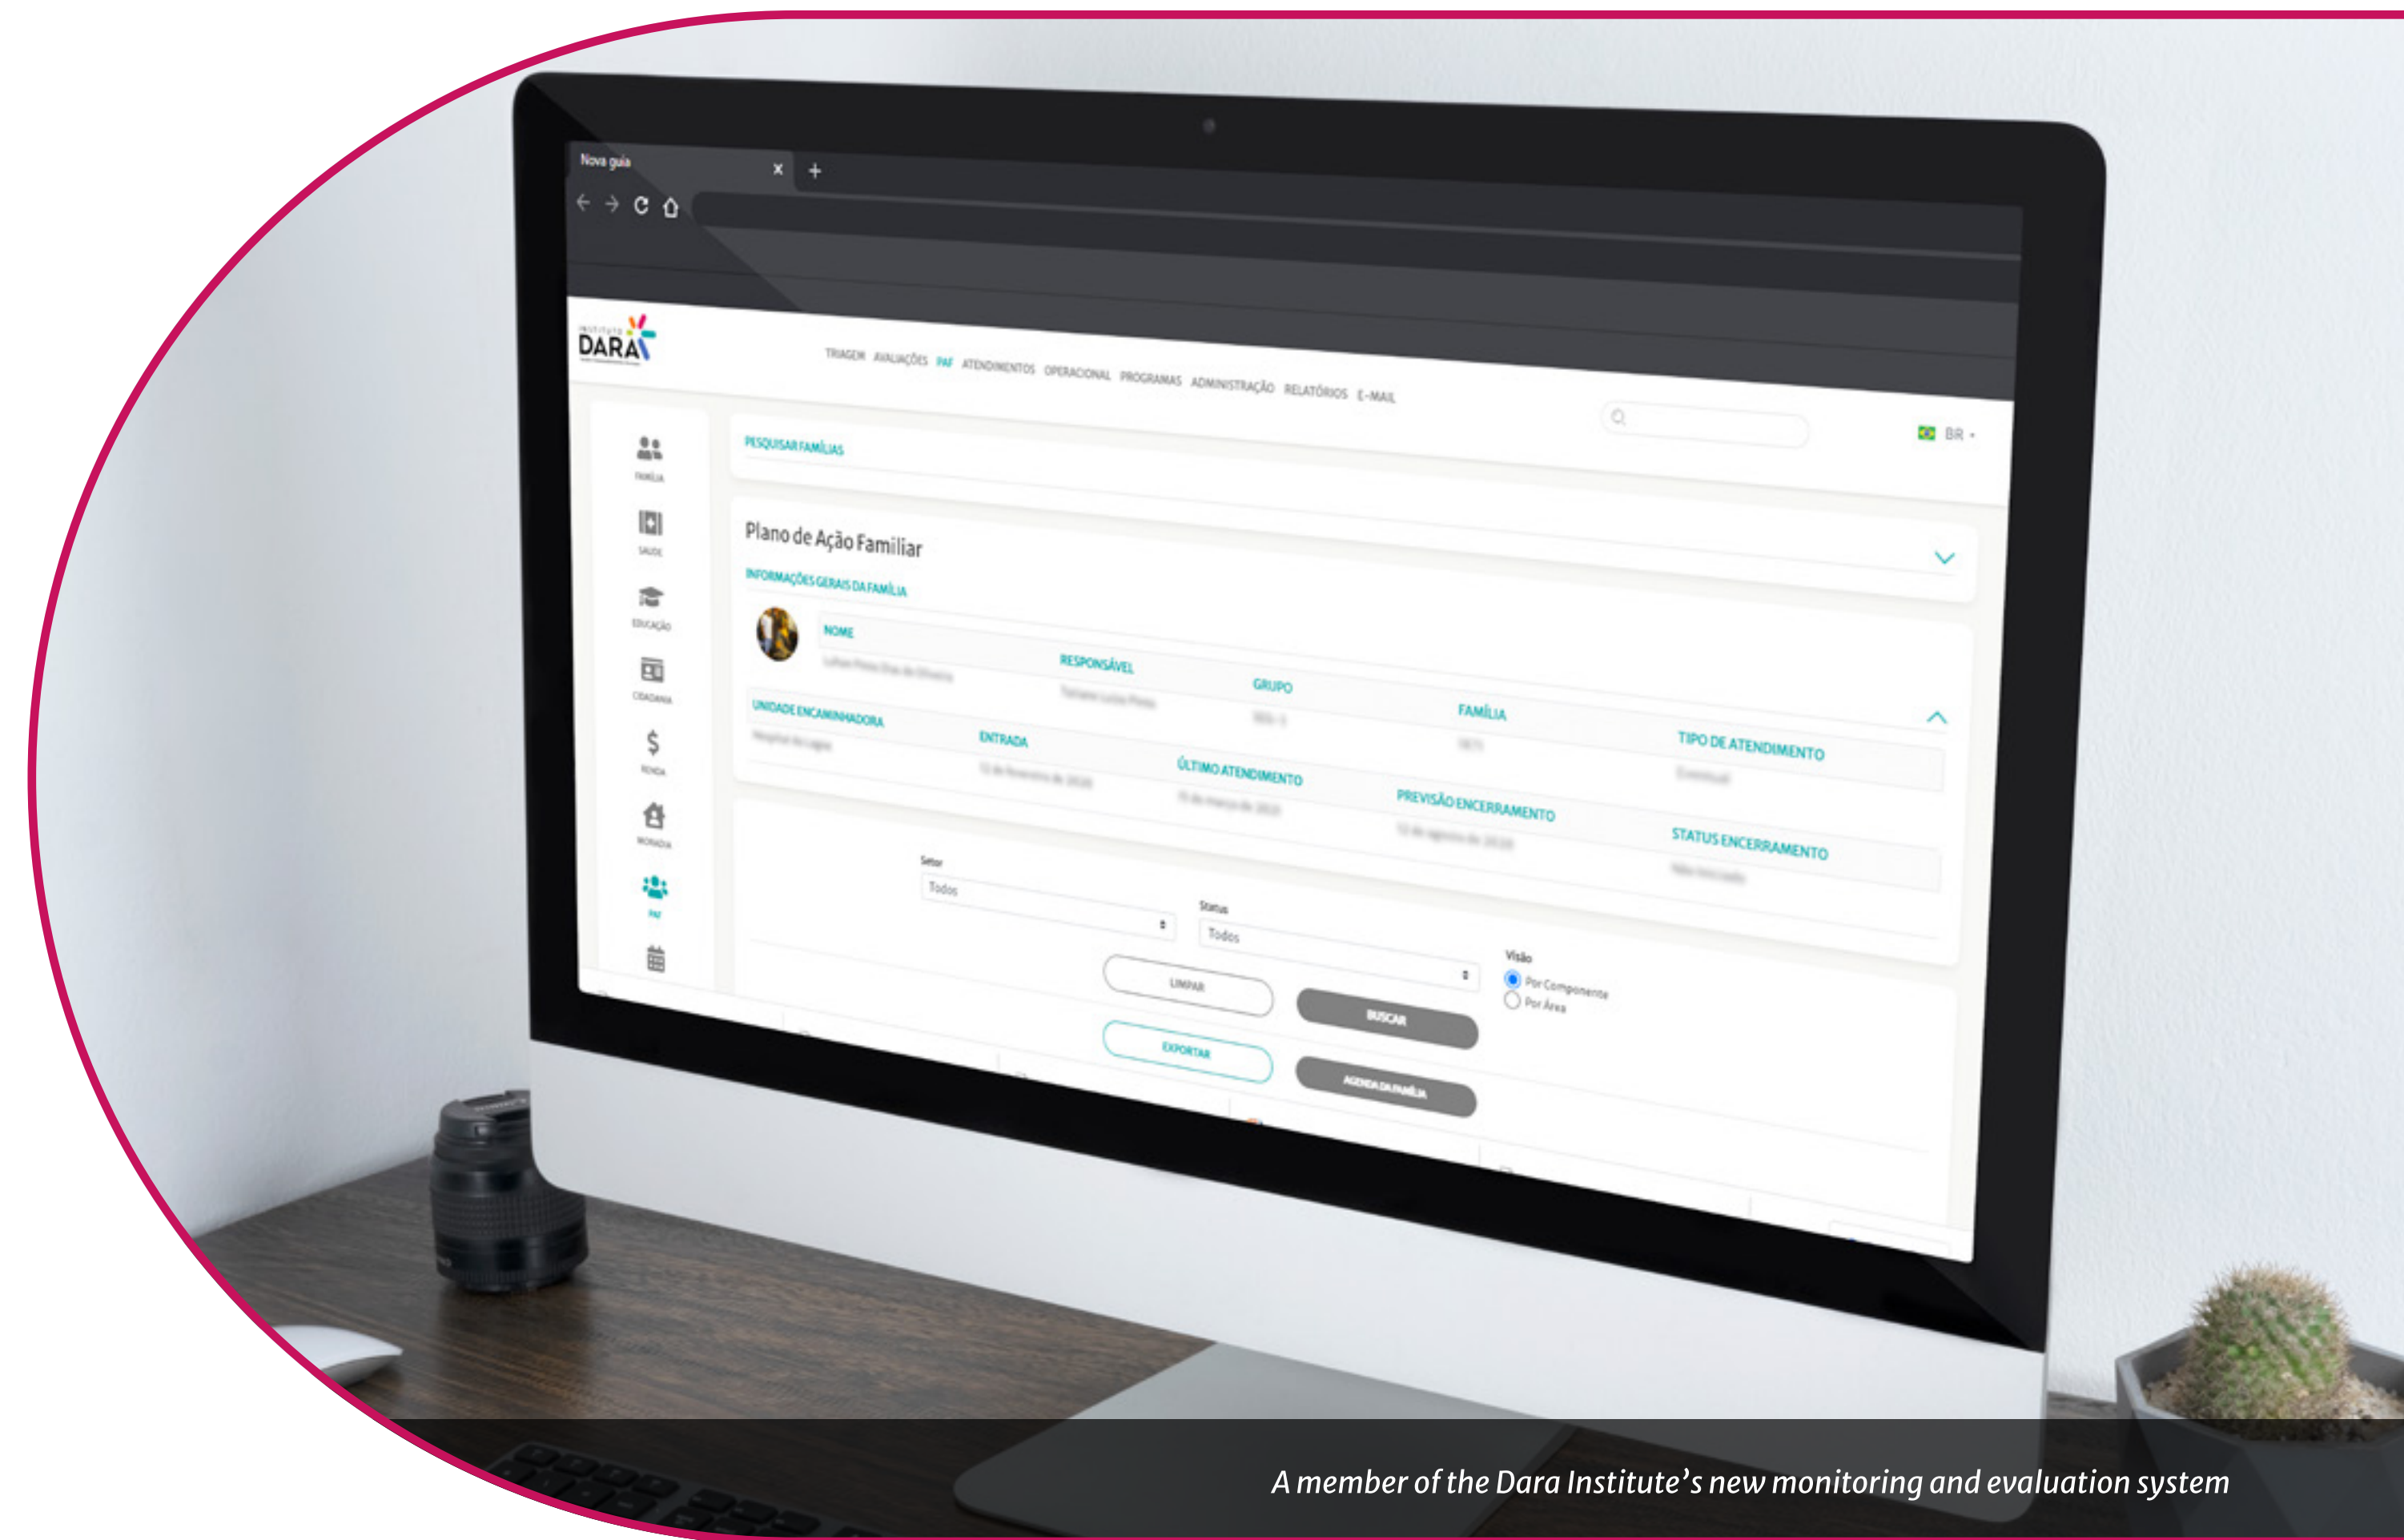 Nova guia
INSTITUTO
DARA
TRIAGEM AVALIAÇÕES PAF ATENDIMENTOS OPERACIONAL PROGRAMAS ADMINISTRAÇÃO RELATÓRIOS E-MAIL
BR
FAMÍLIA
SAÚDE
EDUCAÇÃO
CIDADANIA
RENDA
MORADIA
PAF
PESQUISAR FAMÍLIAS
Plano de Ação Familiar
INFORMAÇÕES GERAIS DA FAMÍLIA
NOME RESPONSÁVEL GRUPO FAMÍLIA TIPO DE ATENDIMENTO
UNIDADE ENCAMINHADORA ENTRADA ÚLTIMO ATENDIMENTO PREVISÃO ENCERRAMENTO STATUS ENCERRAMENTO
Setor Status Visão
Todos Todos Por Componente
Por Área
LIMPAR BUSCAR
EXPORTAR AGENDA DA FAMÍLIA
A member of the Dara Institute’s new monitoring and evaluation system